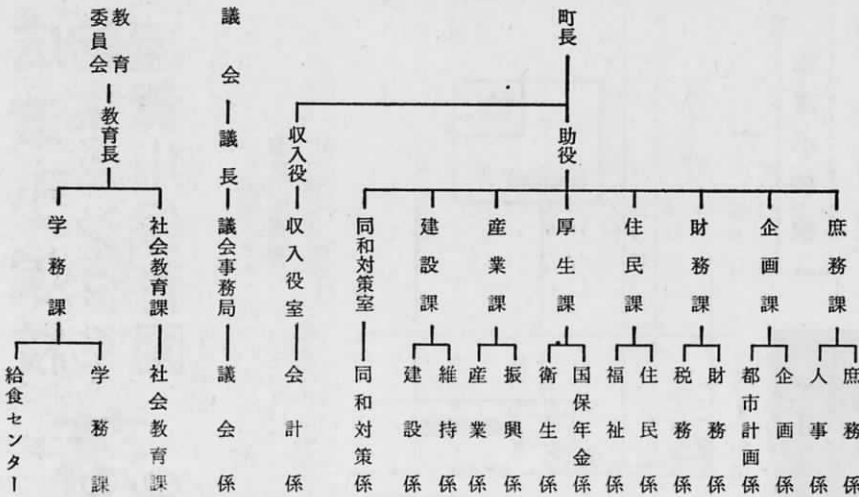 町長
助役
庶務課
庶務係
人事係
企画課
企画係
都市計画係
財務課
財務係
税務係
住民課
住民係
福祉係
厚生課
国保年金係
衛生係
産業課
振興係
産業係
建設課
維持係
建設係
同和対策室
同和対策係
収入役
収入役室
会計係
議会
議長
議会事務局
議会係
教育委員会
教育長
社会教育課
社会教育課
学務課
学務課
給食センター